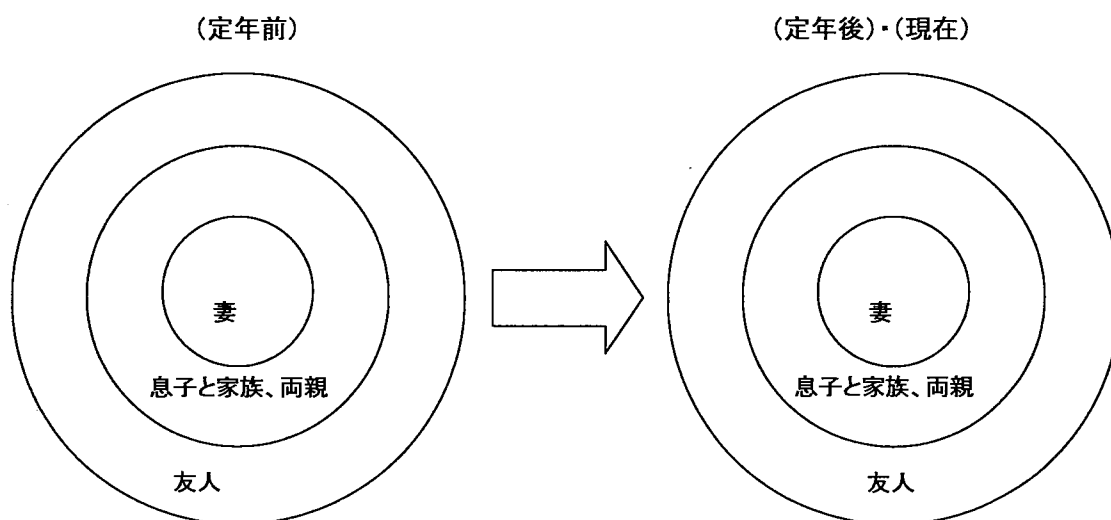 (定年前)
(定年後)・(現在)
妻
妻
息子と家族、両親
息子と家族、両親
友人
友人